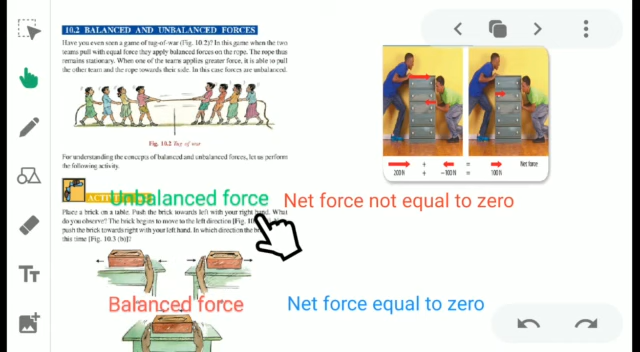 10.2 BALANCED AND UNBALANCED FORCES
Have you even seen a game of tug-of-war (Fig. 10.2)? In this game when the two
teams pull with equal force they apply balanced forces on the rope. The rope thus
remains stationary. When one of the teams applies greater force, it is able to pull
the other team and the rope towards their side. In this case forces are unbalanced.
Fig. 10.2 Tug of war
For understanding the concepts of balanced and unbalanced forces, let us perform
the following activity.
ACTI
Unbalanced force
Net force not equal to zero
Place a brick on a table. Push the brick towards left with your right hand. What
do you observe? The brick begins to move to the left direction [Fig.
push the brick towards right with your left hand. In which direction the
this time [Fig. 10.3 (b)]?
Balanced force
Net force equal to zero
+ = Net force
200 N + −100 N = 100 N
TT